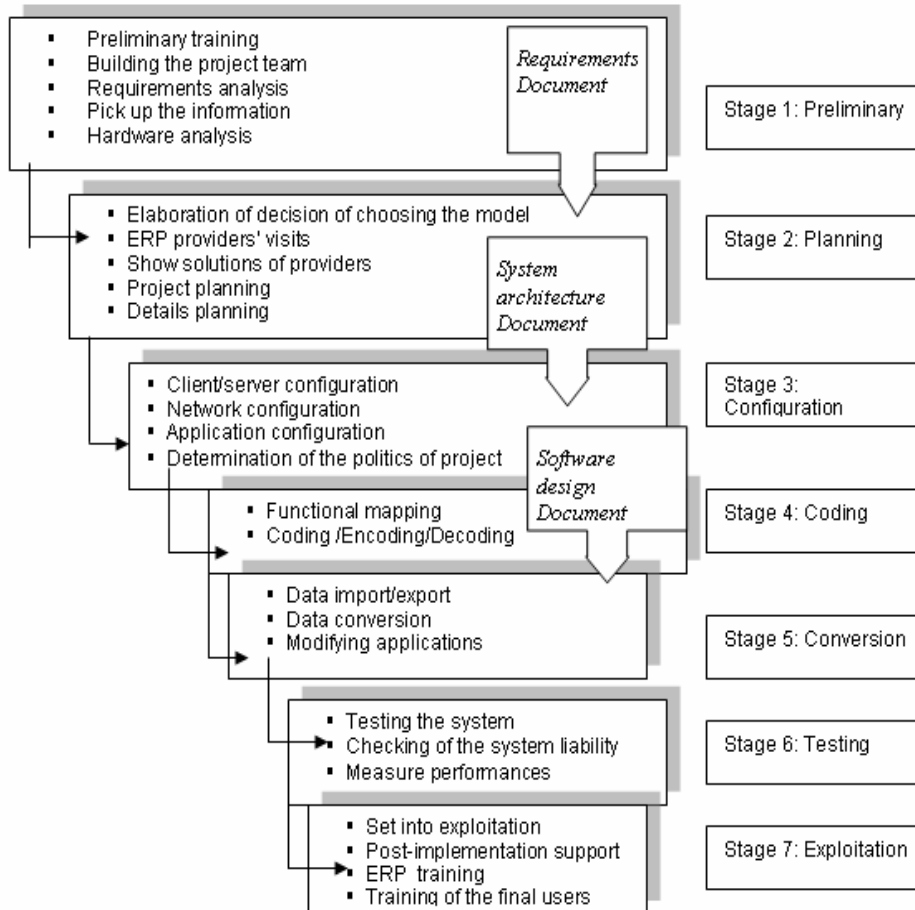 Preliminary training
Building the project team
Requirements analysis
Pick up the information
Hardware analysis
Requirements
Document
Stage 1: Preliminary
Elaboration of decision of choosing the model
ERP providers' visits
Show solutions of providers
Project planning
Details planning
System
architecture
Document
Stage 2: Planning
Client/server configuration
Network configuration
Application configuration
Determination of the politics of project
Software
design
Document
Stage 3:
Configuration
Functional mapping
Coding /Encoding/Decoding
Stage 4: Coding
Data import/export
Data conversion
Modifying applications
Stage 5: Conversion
Testing the system
Checking of the system liability
Measure performances
Stage 6: Testing
Set into exploitation
Post-implementation support
ERP training
Training of the final users
Stage 7: Exploitation